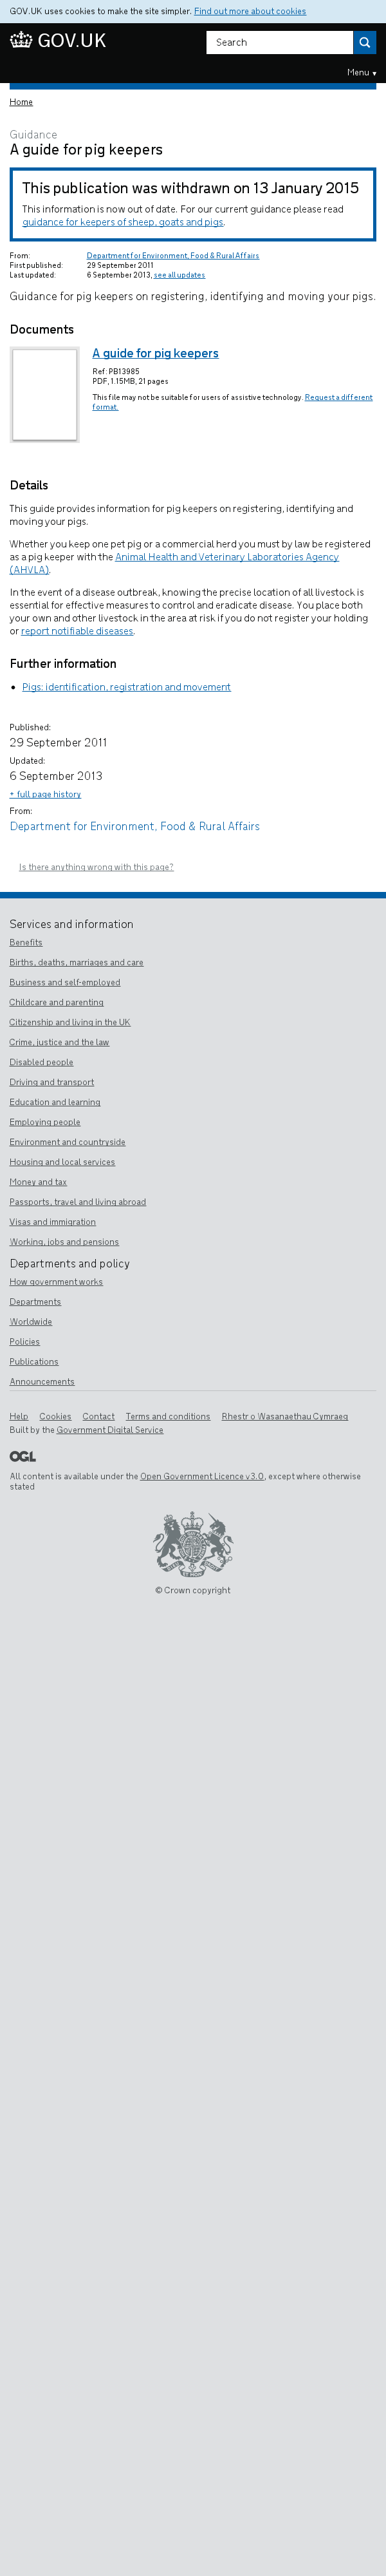 GOV.UK uses cookies to make the site simpler. Find out more about cookies
GOV.UK
Search
Menu ▾
Home
Guidance
A guide for pig keepers
This publication was withdrawn on 13 January 2015
This information is now out of date. For our current guidance please read
guidance for keepers of sheep, goats and pigs.
From: Department for Environment, Food & Rural Affairs
First published: 29 September 2011
Last updated: 6 September 2013, see all updates
Guidance for pig keepers on registering, identifying and moving your pigs.
Documents
A guide for pig keepers
Ref: PB13985
PDF, 1.15MB, 21 pages
This file may not be suitable for users of assistive technology. Request a different
format.
Details
This guide provides information for pig keepers on registering, identifying and
moving your pigs.
Whether you keep one pet pig or a commercial herd you must by law be registered
as a pig keeper with the Animal Health and Veterinary Laboratories Agency
(AHVLA).
In the event of a disease outbreak, knowing the precise location of all livestock is
essential for effective measures to control and eradicate disease. You place both
your own and other livestock in the area at risk if you do not register your holding
or report notifiable diseases.
Further information
• Pigs: identification, registration and movement
Published:
29 September 2011
Updated:
6 September 2013
+ full page history
From:
Department for Environment, Food & Rural Affairs
Is there anything wrong with this page?
Services and information
Benefits
Births, deaths, marriages and care
Business and self-employed
Childcare and parenting
Citizenship and living in the UK
Crime, justice and the law
Disabled people
Driving and transport
Education and learning
Employing people
Environment and countryside
Housing and local services
Money and tax
Passports, travel and living abroad
Visas and immigration
Working, jobs and pensions
Departments and policy
How government works
Departments
Worldwide
Policies
Publications
Announcements
Help Cookies Contact Terms and conditions Rhestr o Wasanaethau Cymraeg
Built by the Government Digital Service
OGL
All content is available under the Open Government Licence v3.0, except where otherwise
stated
© Crown copyright